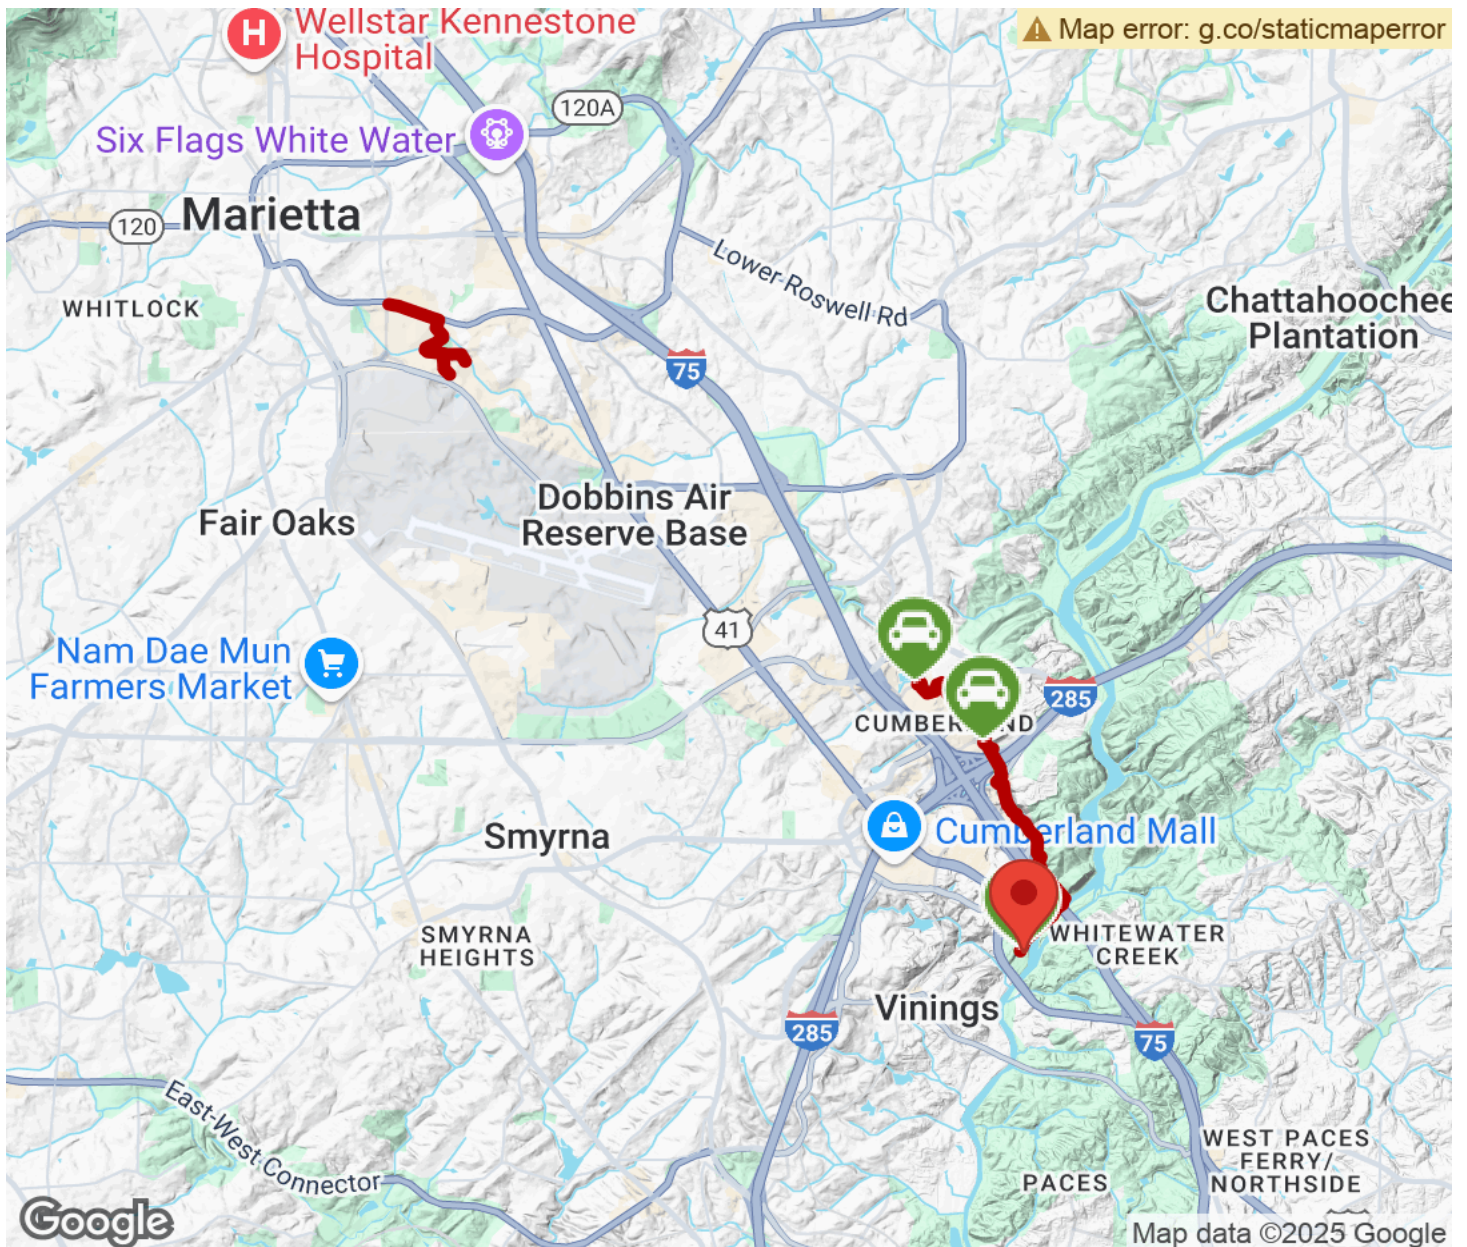 Wellstar Kennestone
Hospital
Map error: g.co/staticmaperror
120A
Six Flags White Water
120
Marietta
Lower Roswell Rd
WHITLOCK
Chattahoochee
Plantation
75
Dobbins Air
Reserve Base
Fair Oaks
41
Nam Dae Mun
Farmers Market
285
Cumberland Mall
Smyrna
SMYRNA
HEIGHTS
WHITEWATER
CREEK
Vinings
285
75
East-West Connector
WEST PACES
FERRY/
NORTHSIDE
PACES
Google
Map data ©2025 Google